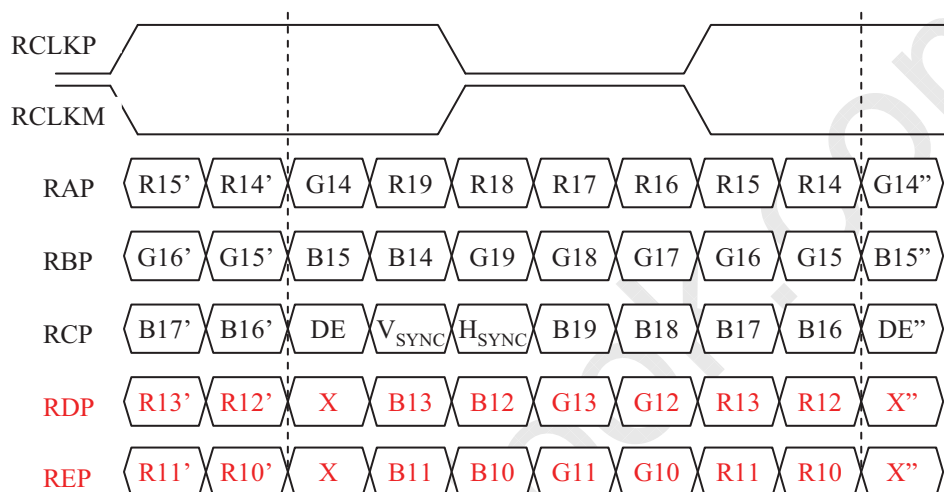 RCLKP
RCLKM
RAP R15’ R14’ G14 R19 R18 R17 R16 R15 R14 G14”
RBP G16’ G15’ B15 B14 G19 G18 G17 G16 G15 B15”
RCP B17’ B16’ DE VSYNC HSYNC B19 B18 B17 B16 DE”
RDP R13’ R12’ X B13 B12 G13 G12 R13 R12 X”
REP R11’ R10’ X B11 B10 G11 G10 R11 R10 X”